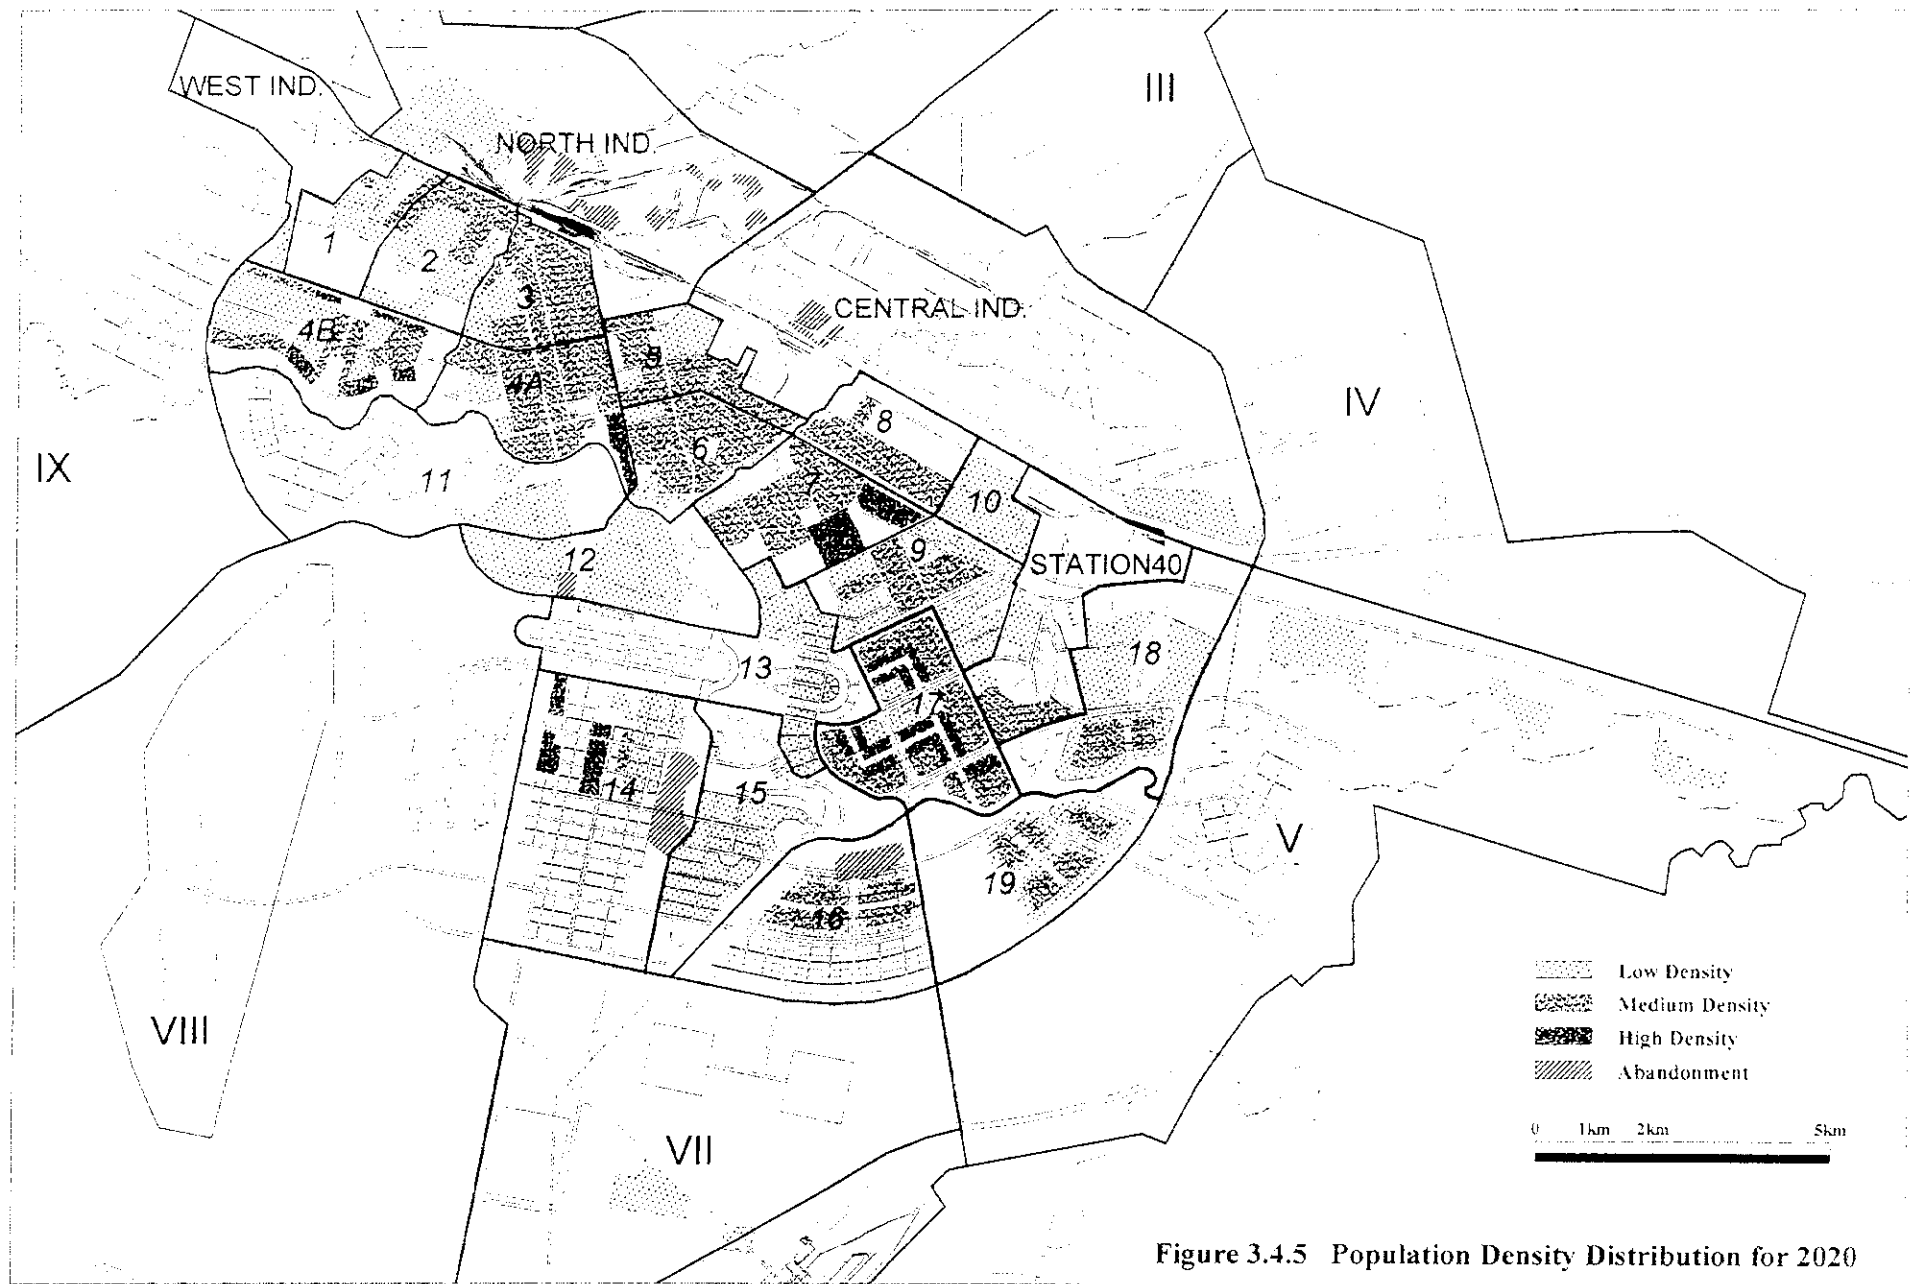 WEST IND.
III
NORTH IND.
1
2
3
CENTRAL IND.
4B
5
4A
IV
8
6
IX
11
7
10
9
12
STATION40
13
18
17
14
15
V
19
16
Low Density
Medium Density
High Density
Abandonment
VIII
0 1km 2km 5km
VII
Figure 3.4.5 Population Density Distribution for 2020